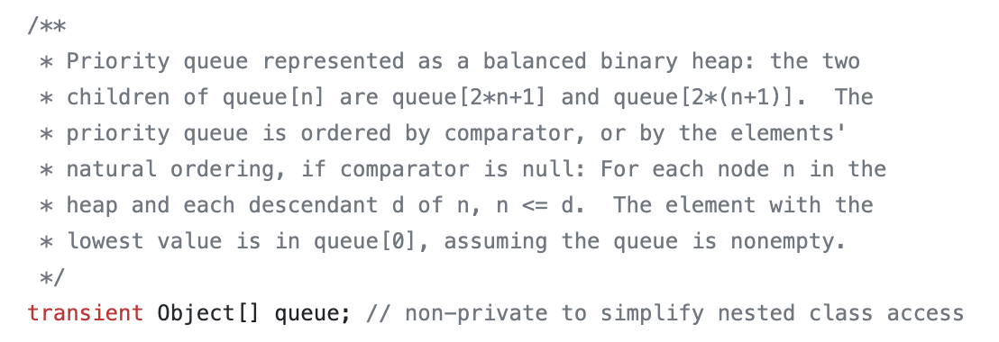 /**
 * Priority queue represented as a balanced binary heap: the two
 * children of queue[n] are queue[2*n+1] and queue[2*(n+1)].  The
 * priority queue is ordered by comparator, or by the elements'
 * natural ordering, if comparator is null: For each node n in the
 * heap and each descendant d of n, n <= d.  The element with the
 * lowest value is in queue[0], assuming the queue is nonempty.
 */
transient Object[] queue; // non-private to simplify nested class access